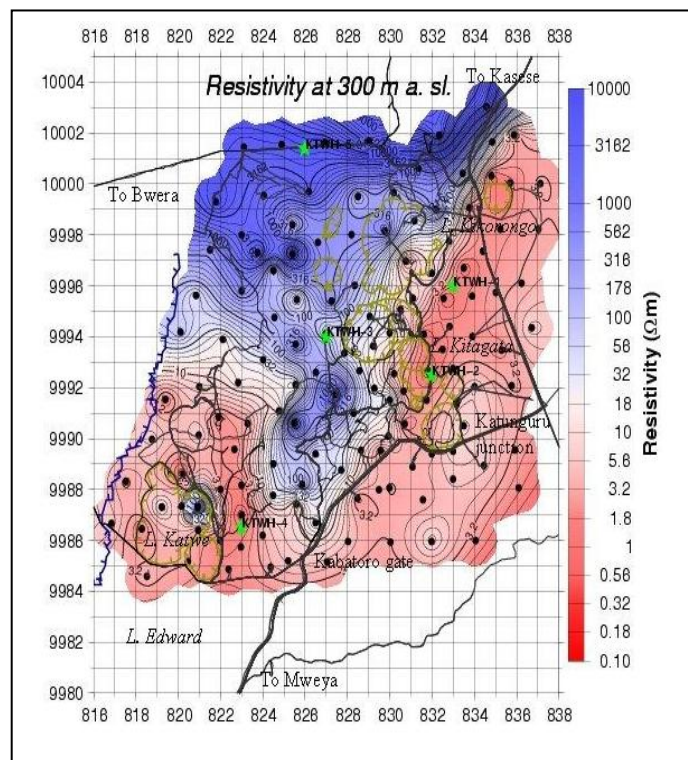 816 818 820 822 824 826 828 830 832 834 836 838
To Kasese
10004
Resistivity at 300 m a. sl.
10000
3182
1000
562
316
178
100
56
32
18
10
5.6
3.2
1.8
1
0.56
0.32
0.18
0.10
Resistivity (Ωm)
10002
KTWH-5
10000
To Bwera
9998
L. Kikorongo
9996
KTWH-1
9994
KTWH-3
L. Kitagata
9992
KTWH-2
Katunguru
junction
9990
9988
KTWH-4
L. Katwe
9986
Kabatoro gate
9984
9982
L. Edward
9980
To Mweya
816 818 820 822 824 826 828 830 832 834 836 838